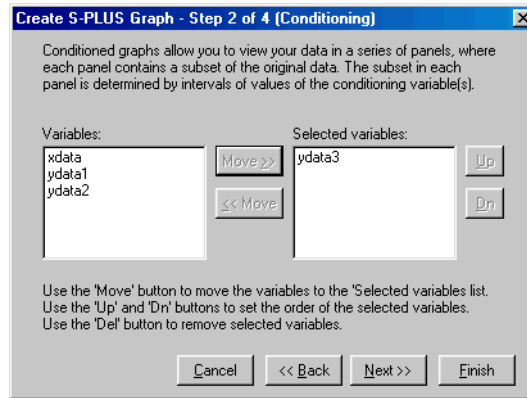 Create S-PLUS Graph - Step 2 of 4 (Conditioning)
Conditioned graphs allow you to view your data in a series of panels, where
each panel contains a subset of the original data. The subset in each
panel is determined by intervals of values of the conditioning variable(s).
Variables:
Selected variables:
xdata
ydata1
ydata2
Move >>
<< Move
ydata3
Up
Dn
Use the 'Move' button to move the variables to the 'Selected variables list.
Use the 'Up' and 'Dn' buttons to set the order of the selected variables.
Use the 'Del' button to remove selected variables.
Cancel
<< Back
Next >>
Finish